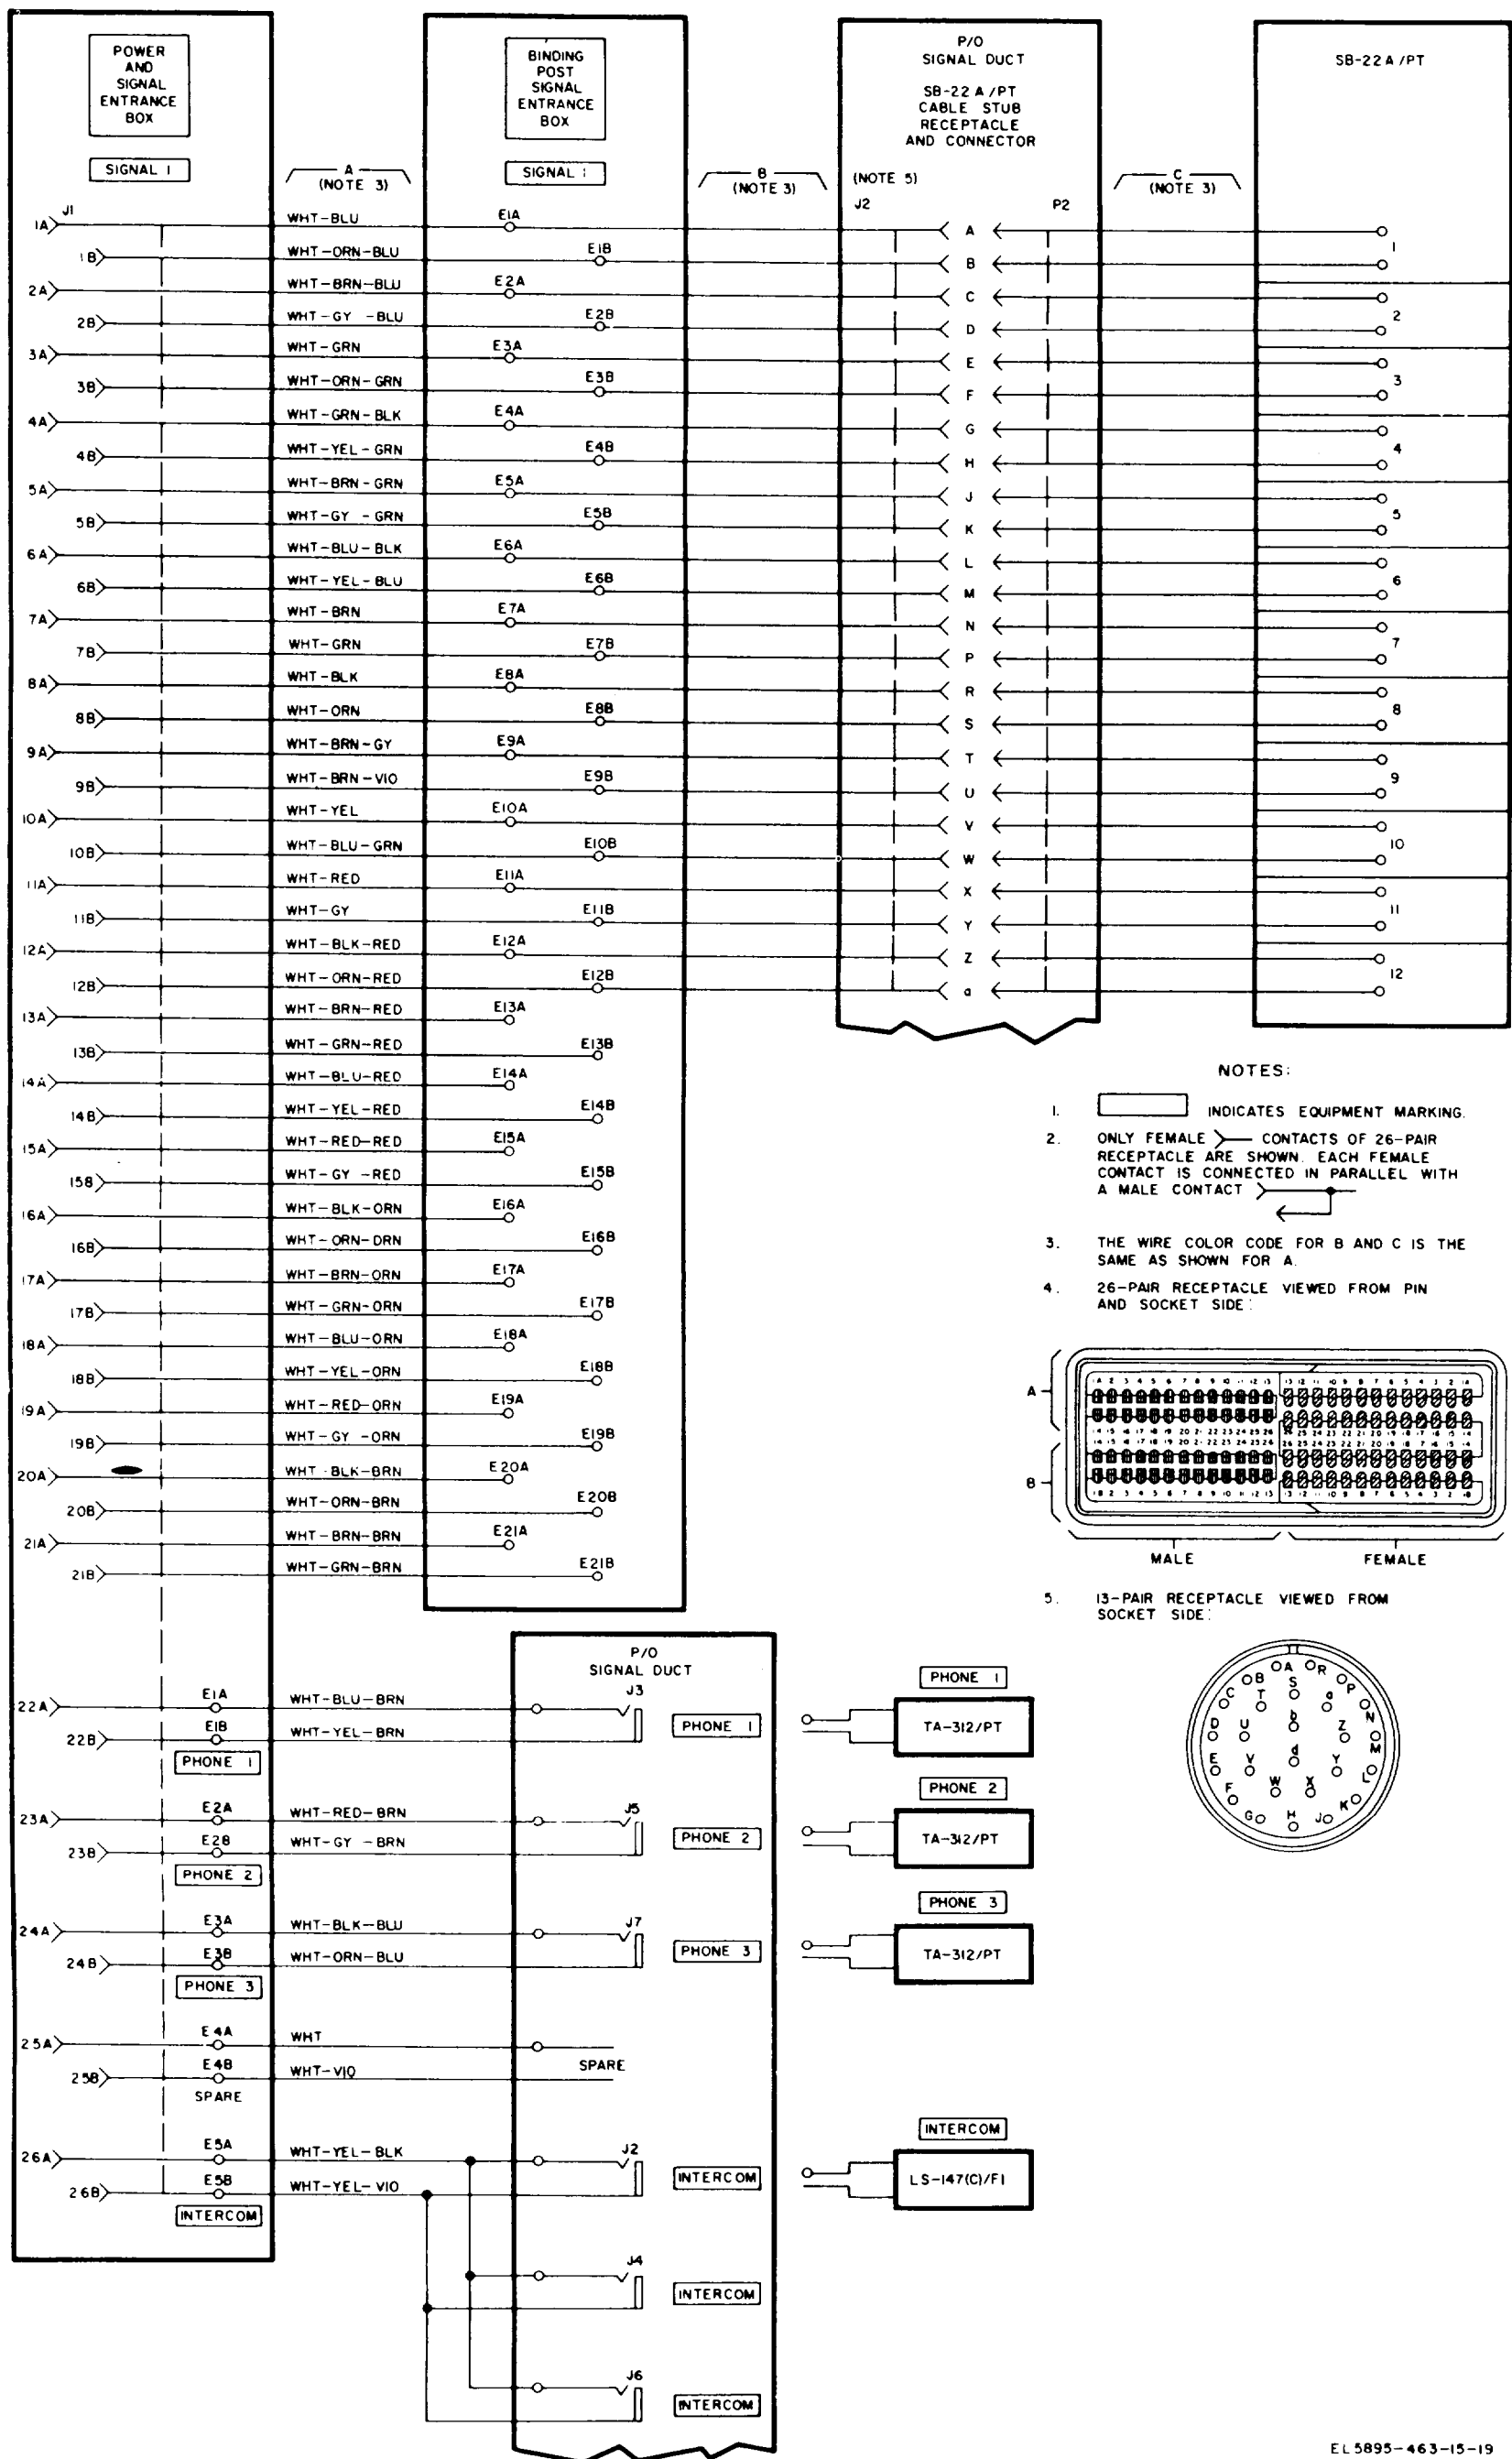 POWER
AND
SIGNAL
ENTRANCE
BOX
SIGNAL 1
A
(NOTE 3)
BINDING
POST
SIGNAL
ENTRANCE
BOX
SIGNAL 1
B
(NOTE 3)
P/O
SIGNAL DUCT
SB-22 A /PT
CABLE STUB
RECEPTACLE
AND CONNECTOR
(NOTE 5)
J2 P2
C
(NOTE 3)
SB-22 A /PT
J1
1A WHT-BLU E1A A
1B WHT-ORN-BLU E1B B 1
2A WHT-BRN-BLU E2A C
2B WHT-GY -BLU E2B D 2
3A WHT-GRN E3A E
3B WHT-ORN-GRN E3B F 3
4A WHT-GRN-BLK E4A G
4B WHT-YEL-GRN E4B H 4
5A WHT-BRN-GRN E5A J
5B WHT-GY -GRN E5B K 5
6A WHT-BLU-BLK E6A L
6B WHT-YEL-BLU E6B M 6
7A WHT-BRN E7A N
7B WHT-GRN E7B P 7
8A WHT-BLK E8A R
8B WHT-ORN E8B S 8
9A WHT-BRN-GY E9A T
9B WHT-BRN-VIO E9B U 9
10A WHT-YEL E10A V
10B WHT-BLU-GRN E10B W 10
11A WHT-RED E11A X
11B WHT-GY E11B Y 11
12A WHT-BLK-RED E12A Z
12B WHT-ORN-RED E12B a 12
13A WHT-BRN-RED E13A
13B WHT-GRN-RED E13B
14A WHT-BLU-RED E14A
14B WHT-YEL-RED E14B
15A WHT-RED-RED E15A
15B WHT-GY -RED E15B
16A WHT-BLK-ORN E16A
16B WHT-ORN-DRN E16B
17A WHT-BRN-ORN E17A
17B WHT-GRN-ORN E17B
18A WHT-BLU-ORN E18A
18B WHT-YEL-ORN E18B
19A WHT-RED-ORN E19A
19B WHT-GY -ORN E19B
20A WHT-BLK-BRN E20A
20B WHT-ORN-BRN E20B
21A WHT-BRN-BRN E21A
21B WHT-GRN-BRN E21B
P/O
SIGNAL DUCT
22A E1A WHT-BLU-BRN J3
22B E1B WHT-YEL-BRN PHONE 1
PHONE 1
PHONE 1
TA-312/PT
23A E2A WHT-RED-BRN J5
23B E2B WHT-GY -BRN PHONE 2
PHONE 2
PHONE 2
TA-312/PT
24A E3A WHT-BLK-BLU J7
24B E3B WHT-ORN-BLU PHONE 3
PHONE 3
PHONE 3
TA-312/PT
25A E4A WHT
25B E4B WHT-VIO SPARE
SPARE
26A E5A WHT-YEL-BLK J2
26B E5B WHT-YEL-VIO INTERCOM
INTERCOM
INTERCOM
LS-147(C)/FI
J4
INTERCOM
J6
INTERCOM
NOTES:
1. INDICATES EQUIPMENT MARKING.
2. ONLY FEMALE CONTACTS OF 26-PAIR
RECEPTACLE ARE SHOWN. EACH FEMALE
CONTACT IS CONNECTED IN PARALLEL WITH
A MALE CONTACT
3. THE WIRE COLOR CODE FOR B AND C IS THE
SAME AS SHOWN FOR A.
4. 26-PAIR RECEPTACLE VIEWED FROM PIN
AND SOCKET SIDE:
A
B
MALE FEMALE
5. 13-PAIR RECEPTACLE VIEWED FROM
SOCKET SIDE:
A R
B S P
C T a N
D U b Z M
E V d Y L
F W X K
G H J
EL5895-463-15-19